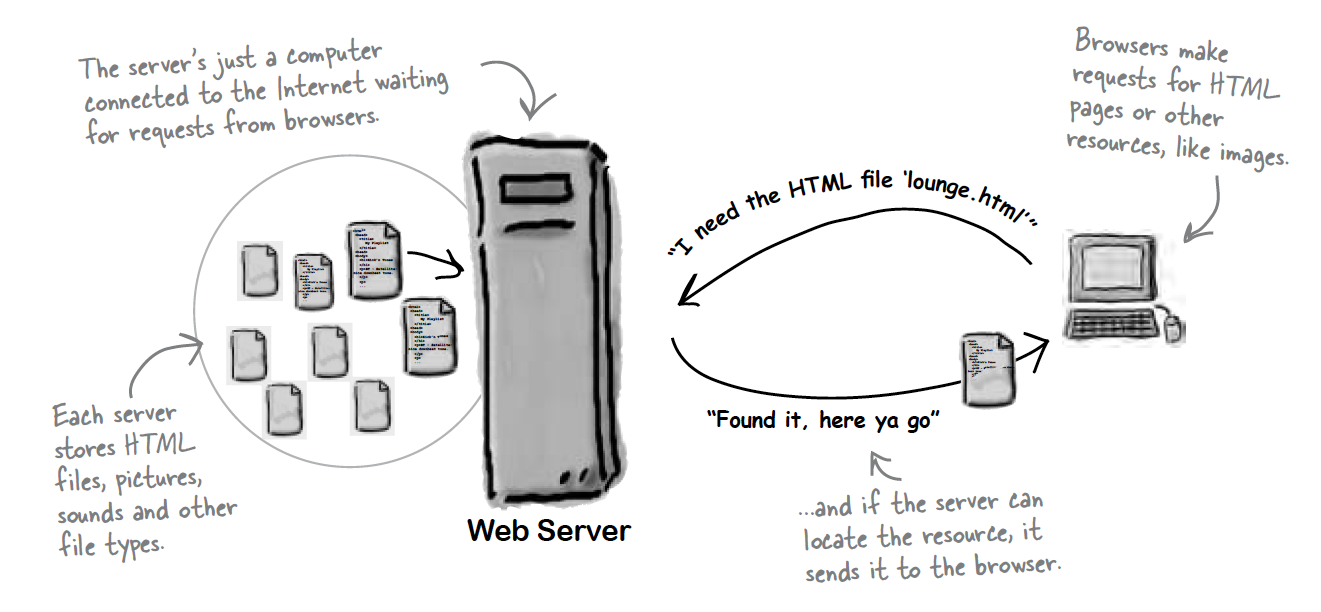 The server's just a computer
connected to the Internet waiting
for requests from browsers.
Browsers make
requests for HTML
pages or other
resources, like images.
“I need the HTML file ‘lounge.html’”
“Found it, here ya go”
Each server
stores HTML
files, pictures,
sounds and other
file types.
Web Server
...and if the server can
locate the resource, it
sends it to the browser.